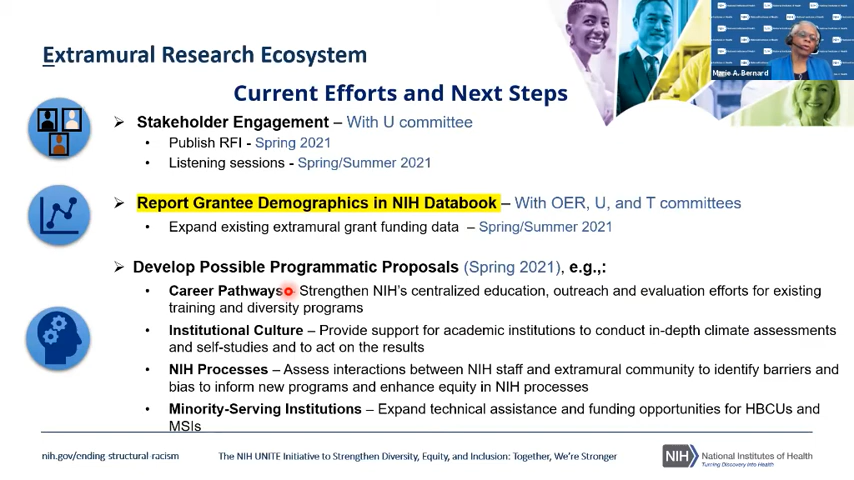 Extramural Research Ecosystem
Marie A. Bernard
Current Efforts and Next Steps
➢ Stakeholder Engagement – With U committee
• Publish RFI - Spring 2021
• Listening sessions - Spring/Summer 2021
➢ Report Grantee Demographics in NIH Databook – With OER, U, and T committees
• Expand existing extramural grant funding data – Spring/Summer 2021
➢ Develop Possible Programmatic Proposals (Spring 2021), e.g.,:
• Career Pathways Strengthen NIH's centralized education, outreach and evaluation efforts for existing
training and diversity programs
• Institutional Culture – Provide support for academic institutions to conduct in-depth climate assessments
and self-studies and to act on the results
• NIH Processes – Assess interactions between NIH staff and extramural community to identify barriers and
bias to inform new programs and enhance equity in NIH processes
• Minority-Serving Institutions – Expand technical assistance and funding opportunities for HBCUs and
MSIs
nih.gov/ending-structural-racism
The NIH UNITE Initiative to Strengthen Diversity, Equity, and Inclusion: Together, We're Stronger
NIH National Institutes of Health
Turning Discovery Into Health